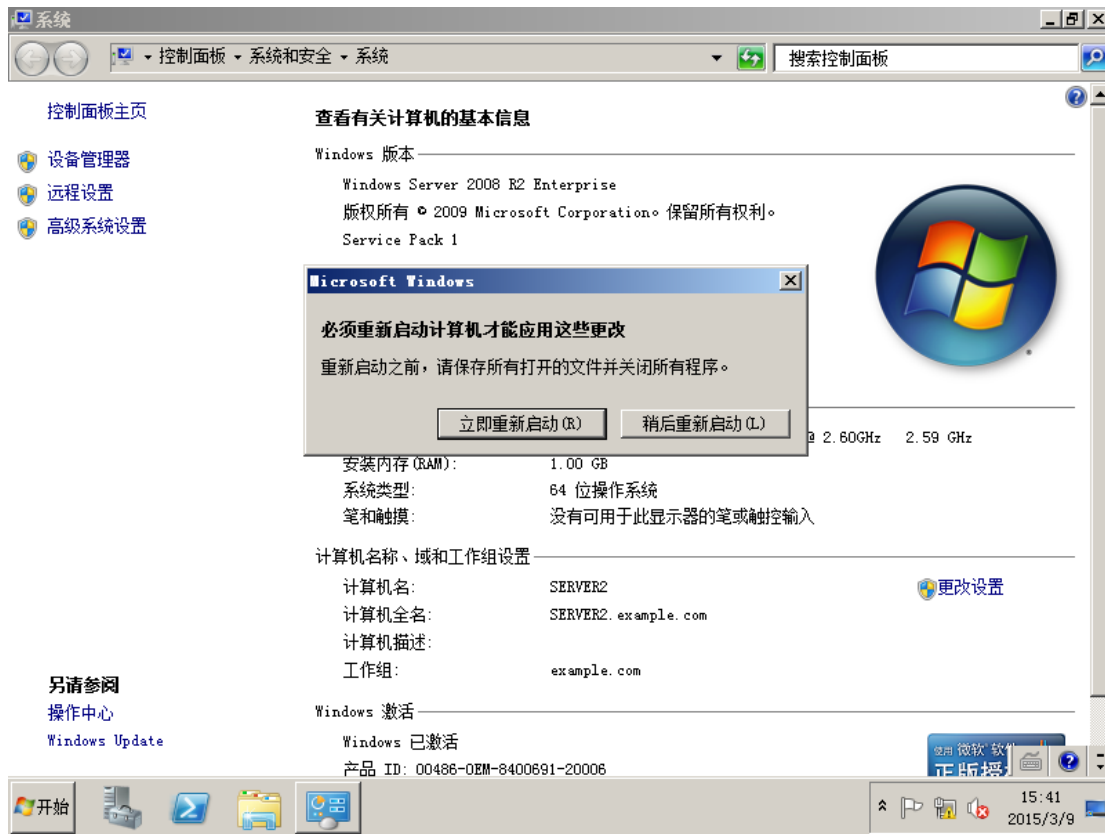 系统
控制面板 系统和安全 系统
搜索控制面板
控制面板主页
设备管理器
远程设置
高级系统设置
查看有关计算机的基本信息
Windows 版本
Windows Server 2008 R2 Enterprise
版权所有 © 2009 Microsoft Corporation。保留所有权利。
Service Pack 1
Microsoft Windows
必须重新启动计算机才能应用这些更改
重新启动之前，请保存所有打开的文件并关闭所有程序。
立即重新启动(R) 稍后重新启动(L)
@ 2.60GHz 2.59 GHz
安装内存(RAM): 1.00 GB
系统类型: 64 位操作系统
笔和触摸: 没有可用于此显示器的笔或触控输入
计算机名称、域和工作组设置
计算机名: SERVER2 更改设置
计算机全名: SERVER2.example.com
计算机描述:
工作组: example.com
另请参阅
操作中心
Windows Update
Windows 激活
Windows 已激活
产品 ID: 00486-OEM-8400691-20006
使用 微软 软件
正版授
开始
15:41
2015/3/9